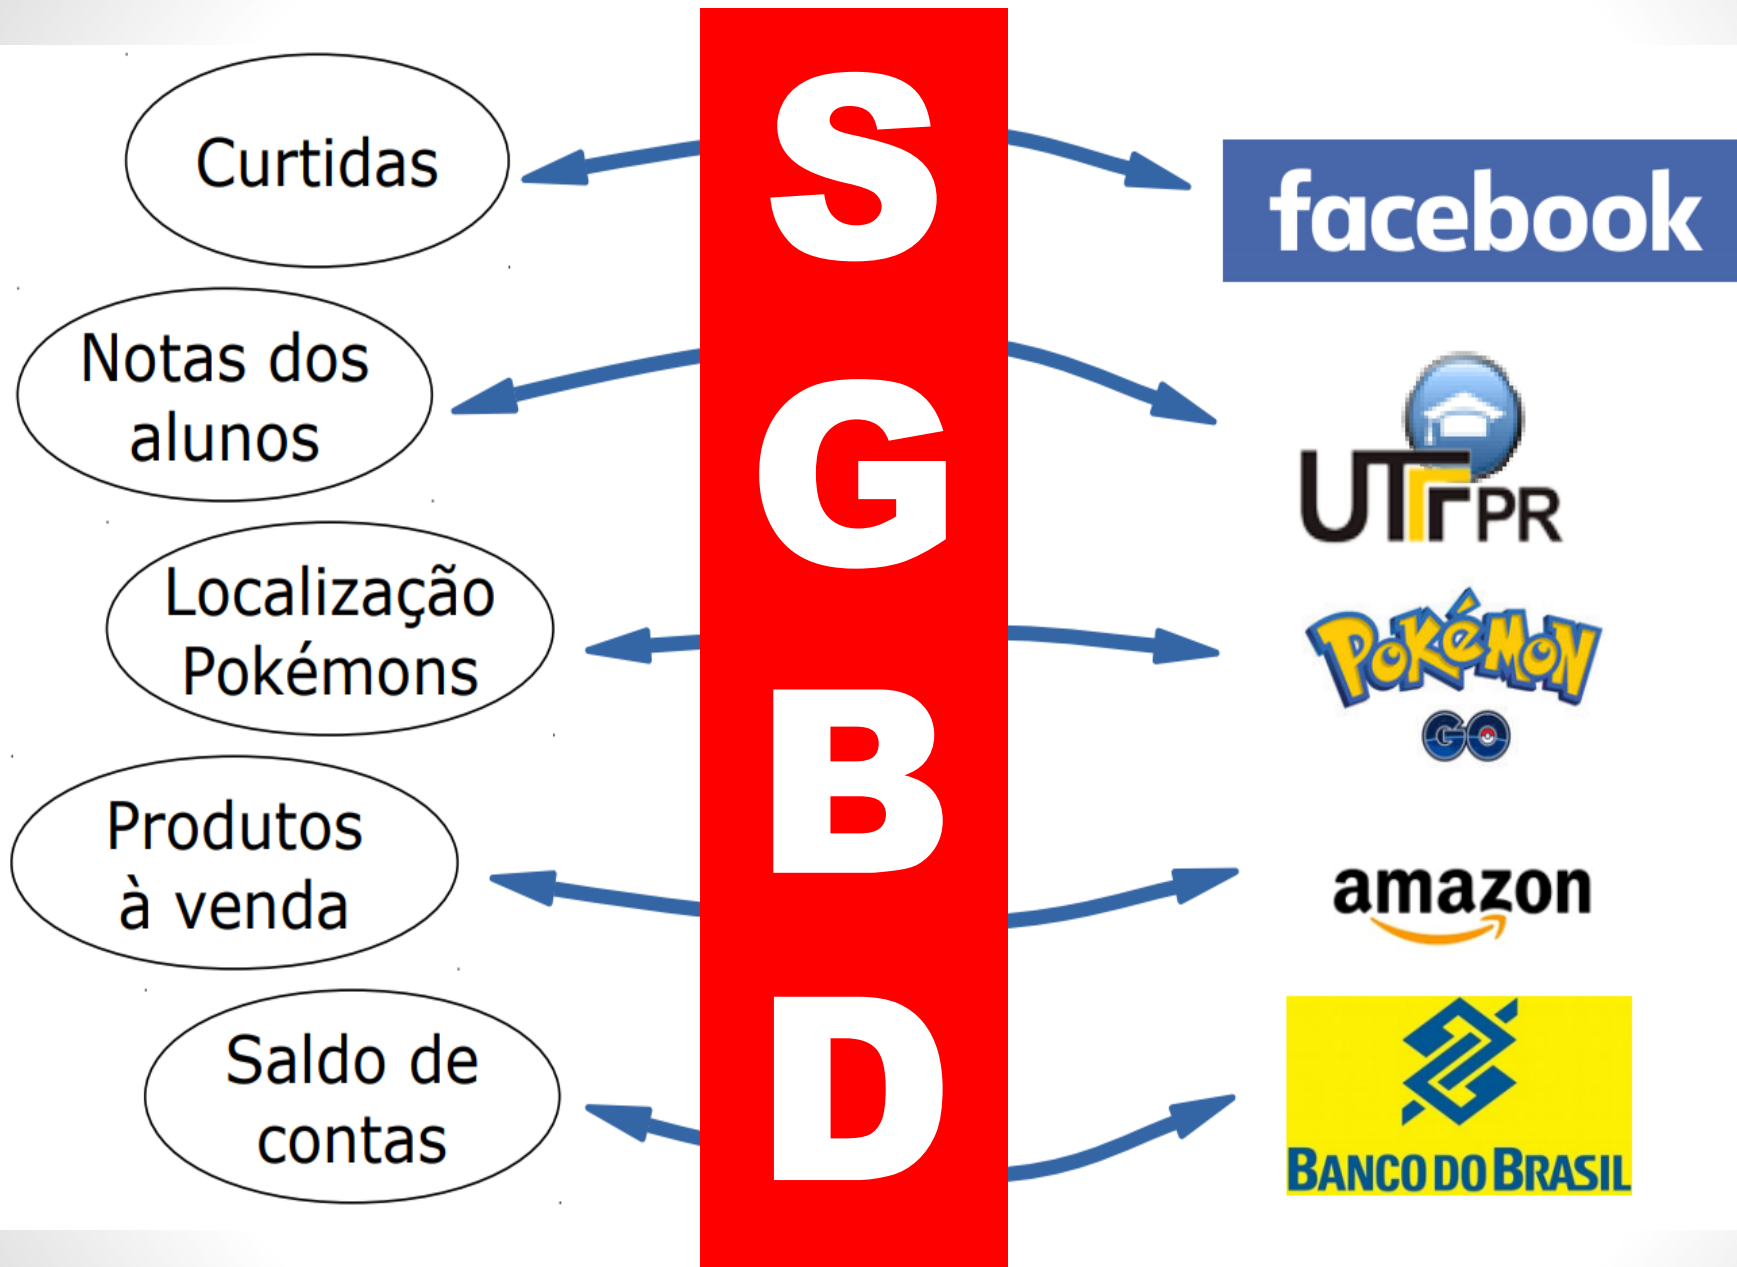 Curtidas
Notas dos
alunos
Localização
Pokémons
Produtos
à venda
Saldo de
contas
S
G
B
D
facebook
UTFPR
POKÉMON
GO
amazon
BANCO DO BRASIL